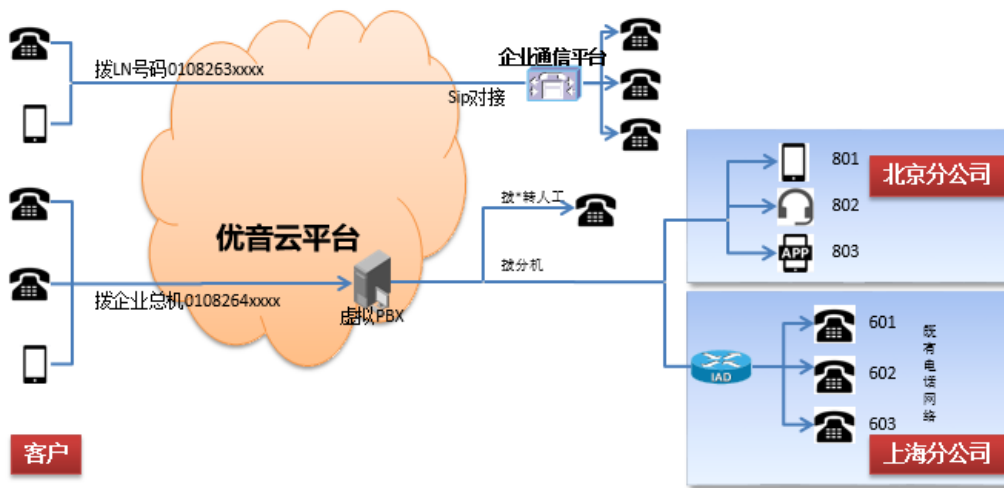 企业通信平台
拨LN号码0108263xxxx
Sip对接
801
北京分公司
拨*转人工
802
优音云平台
APP
803
拨分机
拨企业总机0108264xxxx
虚拟PBX
601
既有电话网络
IAD
602
603
客户
上海分公司